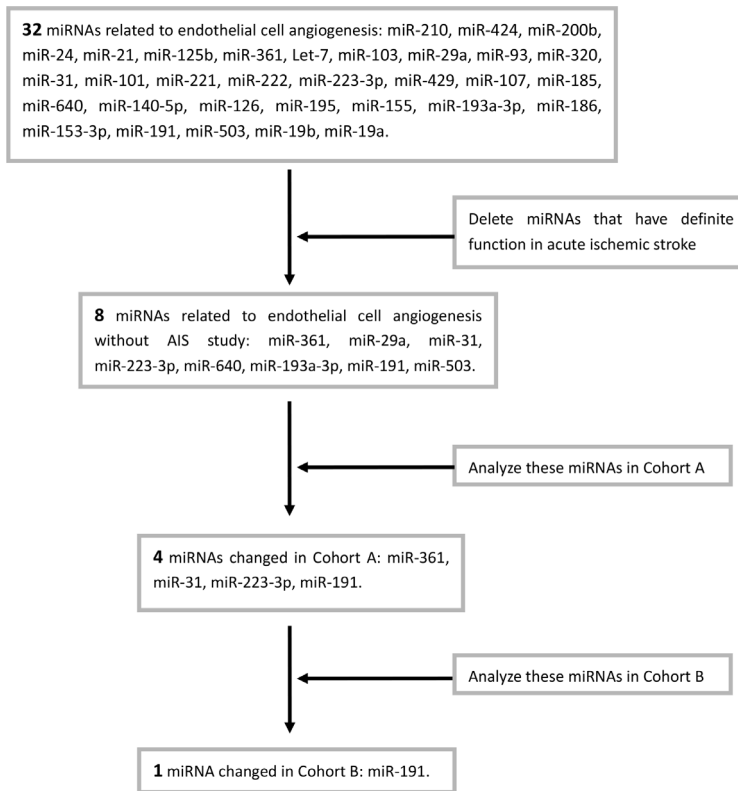 32 miRNAs related to endothelial cell angiogenesis: miR-210, miR-424, miR-200b,
miR-24, miR-21, miR-125b, miR-361, Let-7, miR-103, miR-29a, miR-93, miR-320,
miR-31, miR-101, miR-221, miR-222, miR-223-3p, miR-429, miR-107, miR-185,
miR-640, miR-140-5p, miR-126, miR-195, miR-155, miR-193a-3p, miR-186,
miR-153-3p, miR-191, miR-503, miR-19b, miR-19a.
Delete miRNAs that have definite
function in acute ischemic stroke
8 miRNAs related to endothelial cell angiogenesis
without AIS study: miR-361, miR-29a, miR-31,
miR-223-3p, miR-640, miR-193a-3p, miR-191, miR-503.
Analyze these miRNAs in Cohort A
4 miRNAs changed in Cohort A: miR-361,
miR-31, miR-223-3p, miR-191.
Analyze these miRNAs in Cohort B
1 miRNA changed in Cohort B: miR-191.